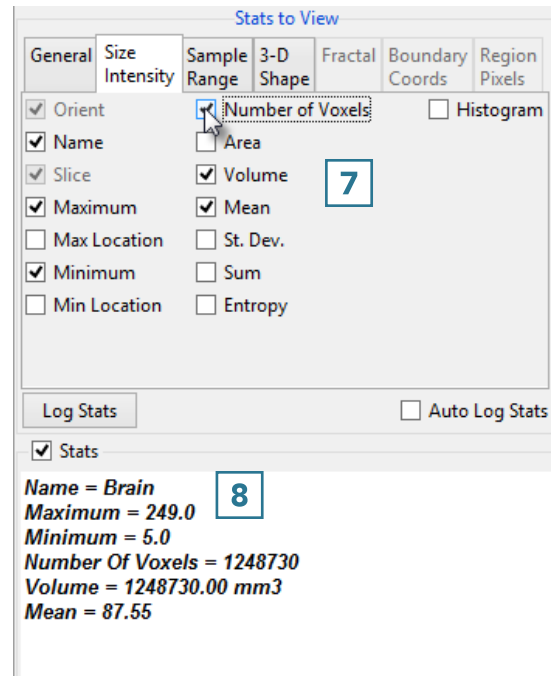 Stats to View
General Size Intensity Sample Range 3-D Shape Fractal Boundary Coords Region Pixels
Orient Number of Voxels Histogram
Name Area
Slice Volume 7
Maximum Mean
Max Location St. Dev.
Minimum Sum
Min Location Entropy
Log Stats Auto Log Stats
Stats
Name = Brain 8
Maximum = 249.0
Minimum = 5.0
Number Of Voxels = 1248730
Volume = 1248730.00 mm3
Mean = 87.55